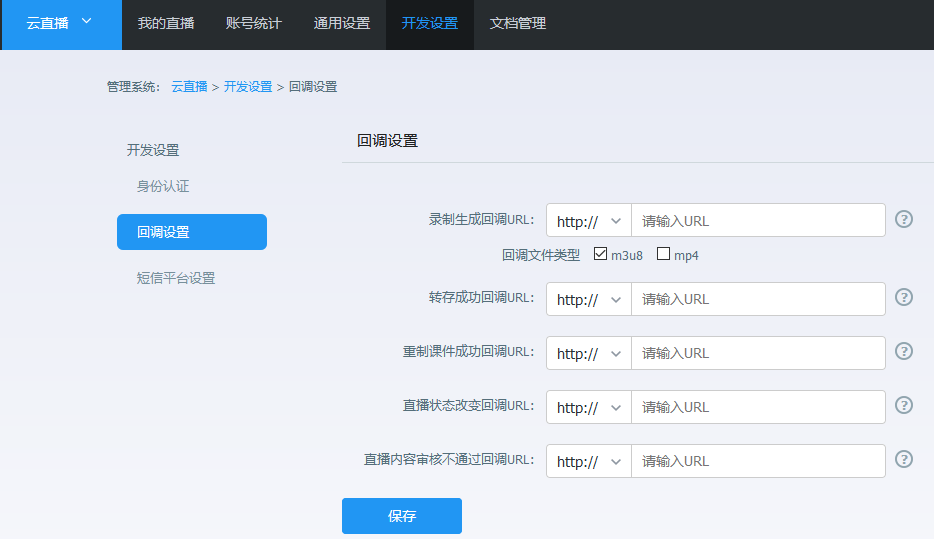 云直播 我的直播 账号统计 通用设置 开发设置 文档管理
管理系统： 云直播 > 开发设置 > 回调设置
开发设置
身份认证
回调设置
短信平台设置
回调设置
录制生成回调URL： http:// 请输入URL ?
回调文件类型 m3u8 mp4
转存成功回调URL： http:// 请输入URL ?
重制课件成功回调URL： http:// 请输入URL ?
直播状态改变回调URL： http:// 请输入URL ?
直播内容审核不通过回调URL： http:// 请输入URL ?
保存